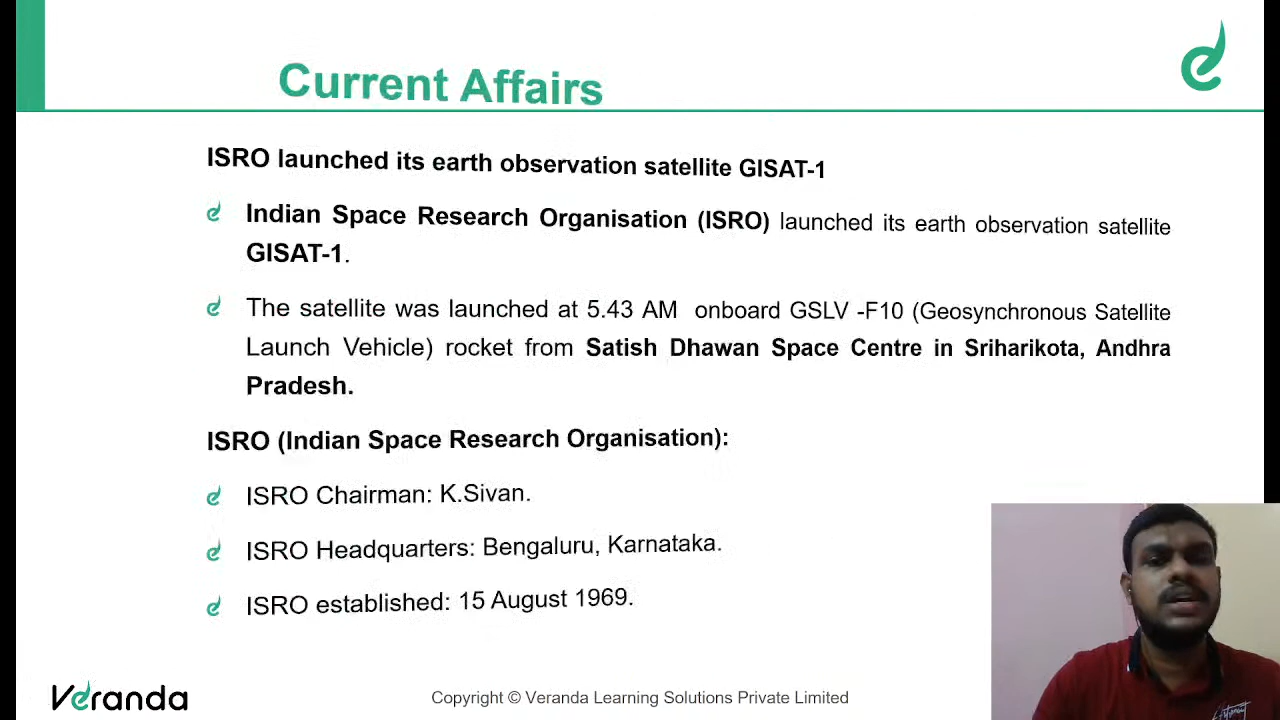 Current Affairs
ISRO launched its earth observation satellite GISAT-1
Indian Space Research Organisation (ISRO) launched its earth observation satellite
GISAT-1.
The satellite was launched at 5.43 AM onboard GSLV -F10 (Geosynchronous Satellite
Launch Vehicle) rocket from Satish Dhawan Space Centre in Sriharikota, Andhra
Pradesh.
ISRO (Indian Space Research Organisation):
ISRO Chairman: K.Sivan.
ISRO Headquarters: Bengaluru, Karnataka.
ISRO established: 15 August 1969.
Veranda
Copyright © Veranda Learning Solutions Private Limited